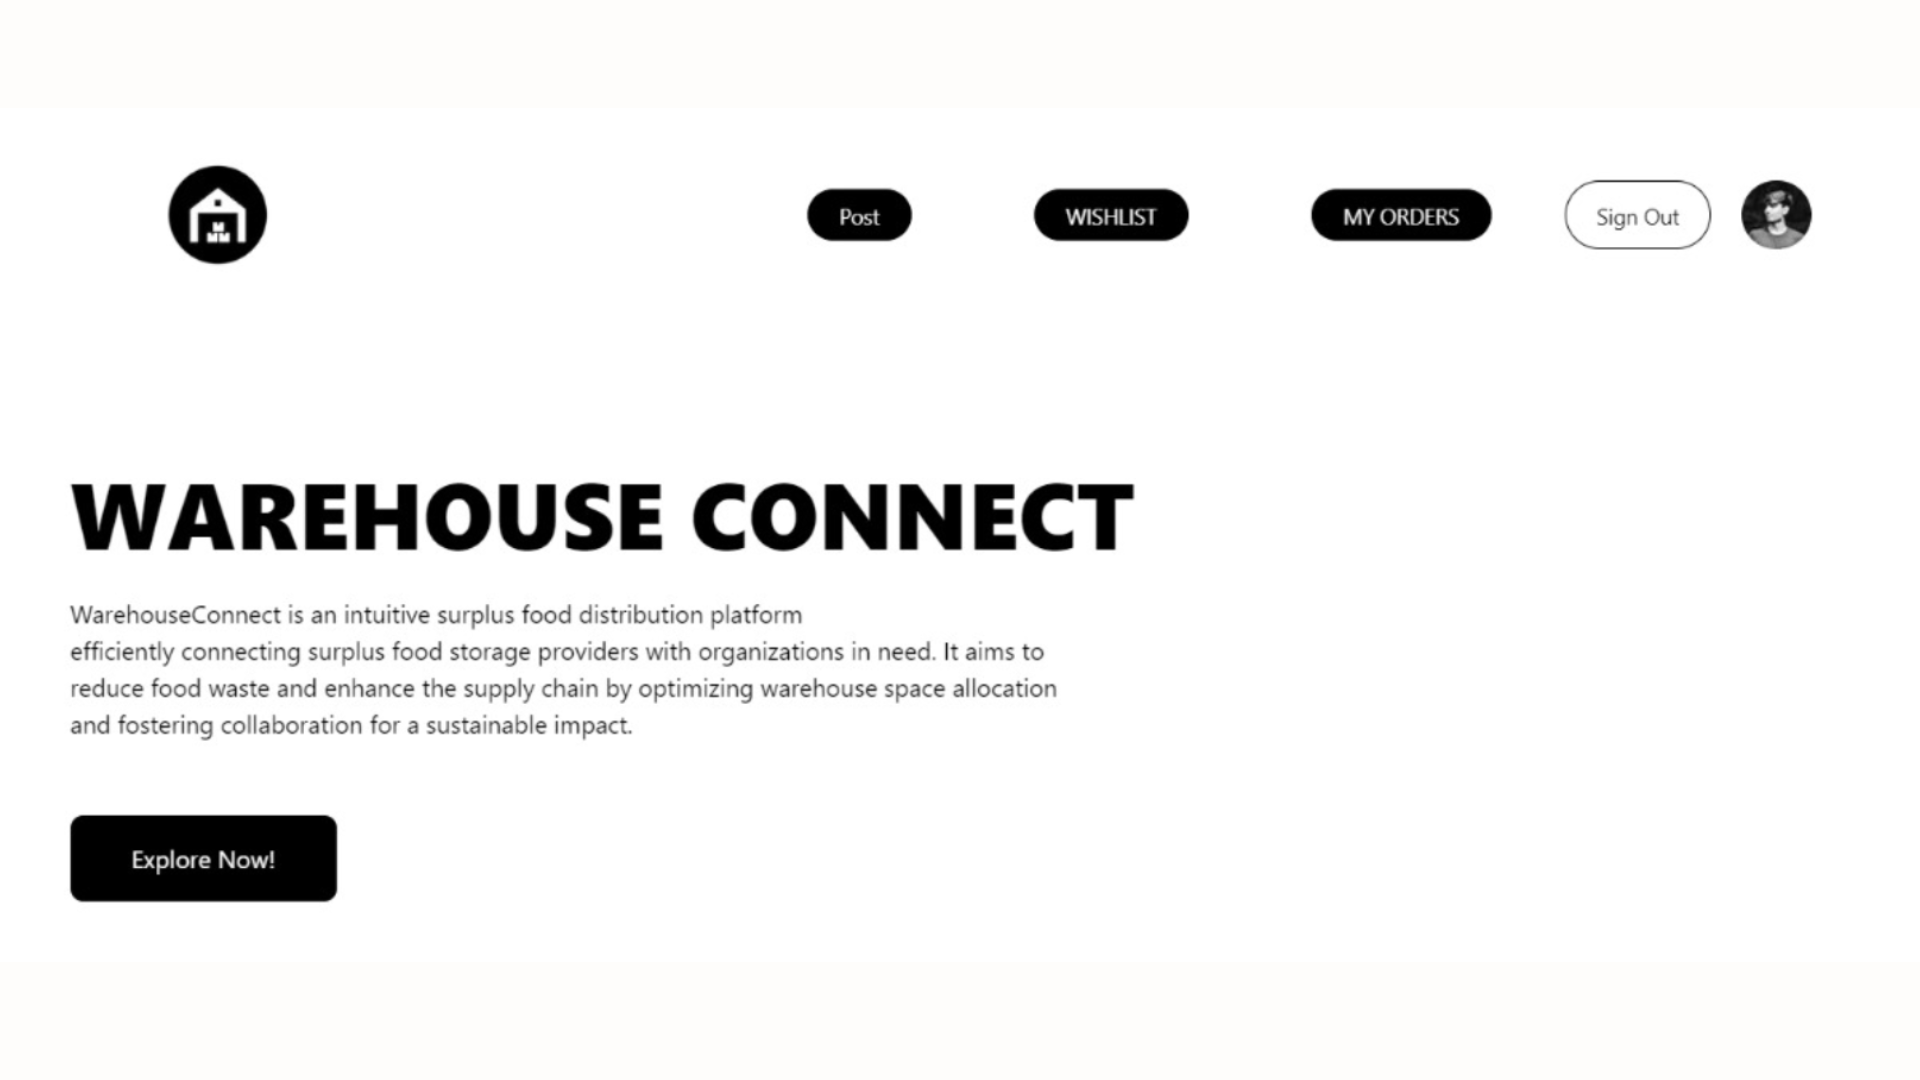 Post
WISHLIST
MY ORDERS
Sign Out
WAREHOUSE CONNECT
WarehouseConnect is an intuitive surplus food distribution platform
efficiently connecting surplus food storage providers with organizations in need. It aims to
reduce food waste and enhance the supply chain by optimizing warehouse space allocation
and fostering collaboration for a sustainable impact.
Explore Now!